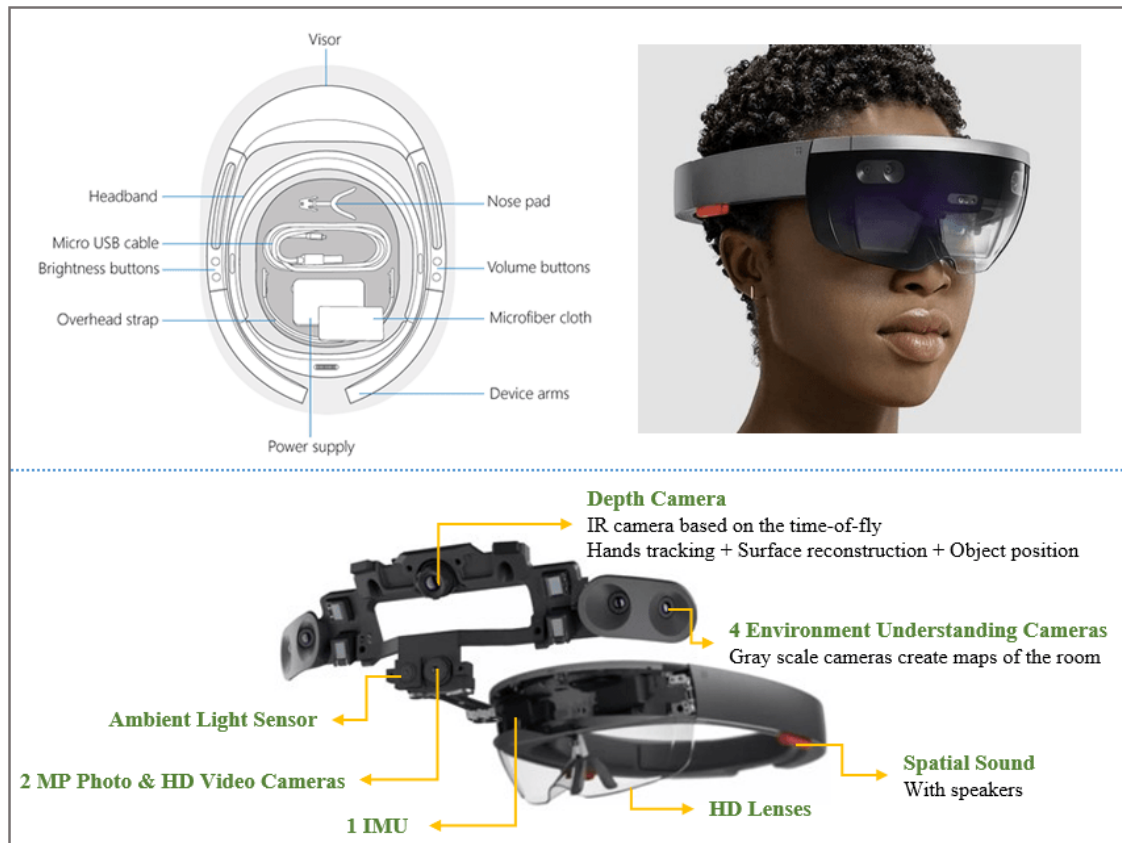 Visor
Headband
Nose pad
Micro USB cable
Brightness buttons
Volume buttons
Overhead strap
Microfiber cloth
Device arms
Power supply
Depth Camera
IR camera based on the time-of-fly
Hands tracking + Surface reconstruction + Object position
4 Environment Understanding Cameras
Gray scale cameras create maps of the room
Ambient Light Sensor
2 MP Photo & HD Video Cameras
Spatial Sound
With speakers
HD Lenses
1 IMU